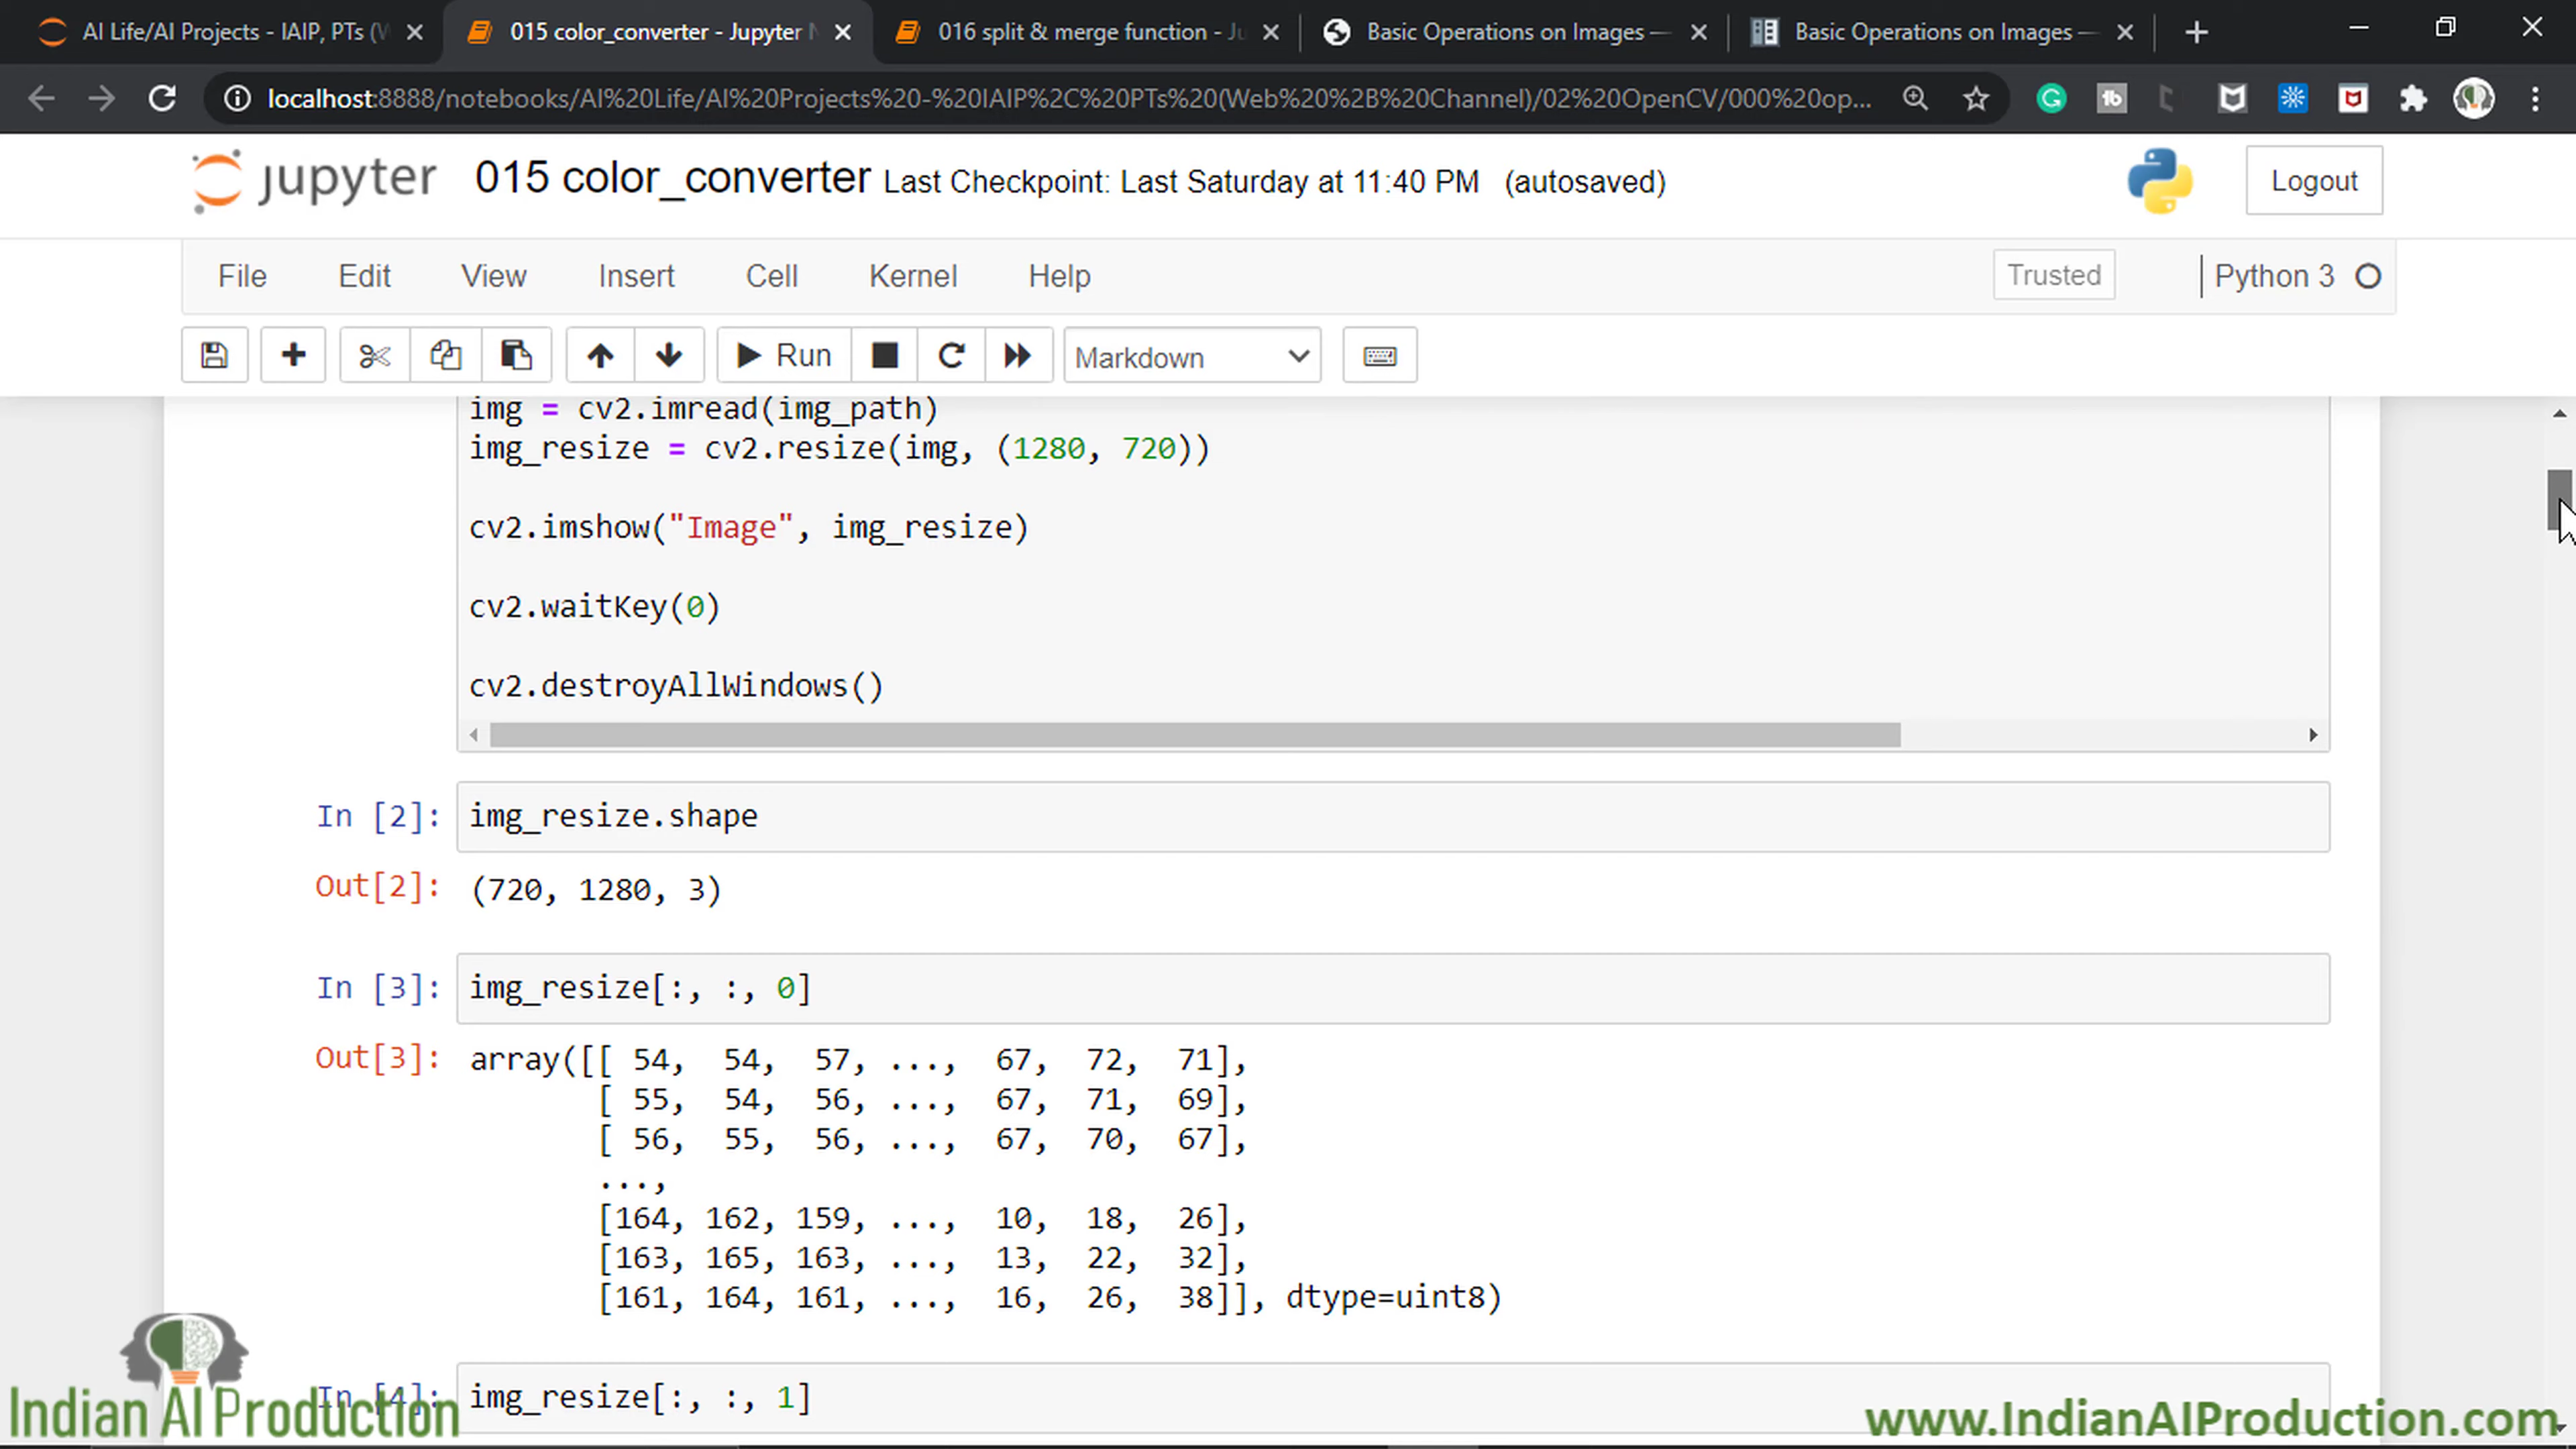 AI Life/AI Projects - IAIP, PTs (W
015 color_converter - Jupyter N
016 split & merge function - Ju
Basic Operations on Images —
Basic Operations on Images —
localhost:8888/notebooks/AI%20Life/AI%20Projects%20-%20IAIP%2C%20PTs%20(Web%20%2B%20Channel)/02%20OpenCV/000%20op...
jupyter 015 color_converter Last Checkpoint: Last Saturday at 11:40 PM (autosaved)
Logout
File Edit View Insert Cell Kernel Help
Trusted
Python 3
Run
Markdown
img = cv2.imread(img_path)
img_resize = cv2.resize(img, (1280, 720))
cv2.imshow("Image", img_resize)
cv2.waitKey(0)
cv2.destroyAllWindows()
In [2]: img_resize.shape
Out[2]: (720, 1280, 3)
In [3]: img_resize[:, :, 0]
Out[3]: array([[ 54, 54, 57, ..., 67, 72, 71],
[ 55, 54, 56, ..., 67, 71, 69],
[ 56, 55, 56, ..., 67, 70, 67],
...,
[164, 162, 159, ..., 10, 18, 26],
[163, 165, 163, ..., 13, 22, 32],
[161, 164, 161, ..., 16, 26, 38]], dtype=uint8)
In [4]: img_resize[:, :, 1]
Indian AI Production
www.IndianAIProduction.com